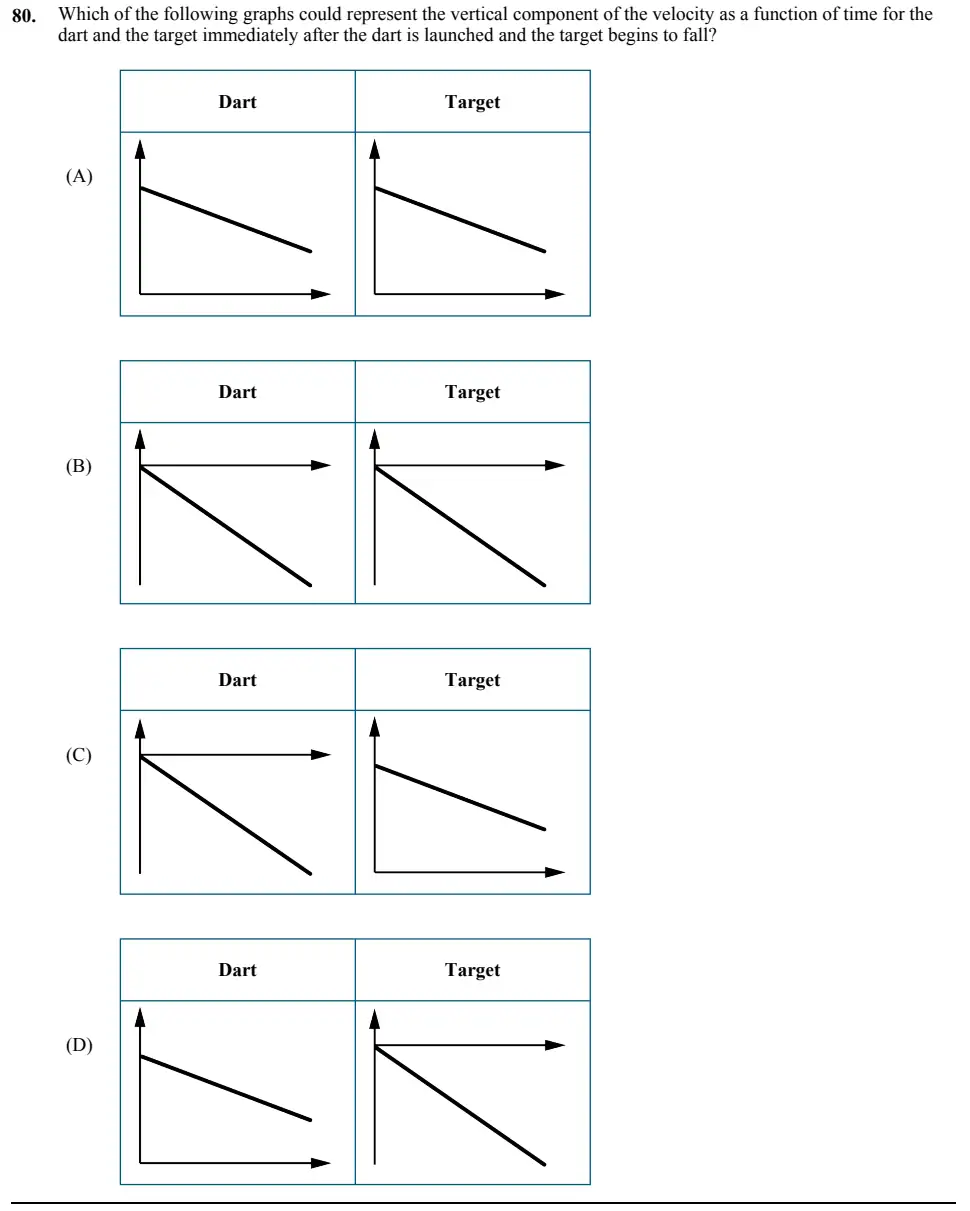 80. Which of the following graphs could represent the vertical component of the velocity as a function of time for the
dart and the target immediately after the dart is launched and the target begins to fall?
Dart Target
(A)
Dart Target
(B)
Dart Target
(C)
Dart Target
(D)